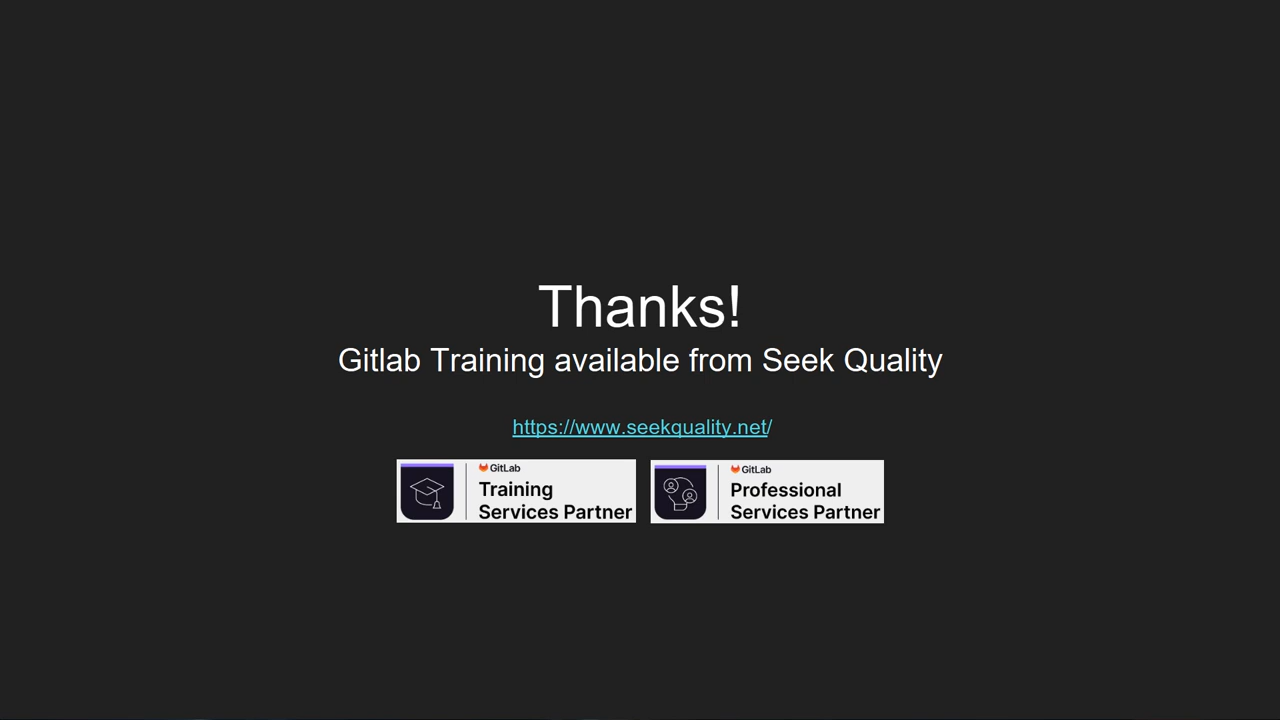 Thanks!
Gitlab Training available from Seek Quality
https://www.seekquality.net/
GitLab
Training
Services Partner
GitLab
Professional
Services Partner